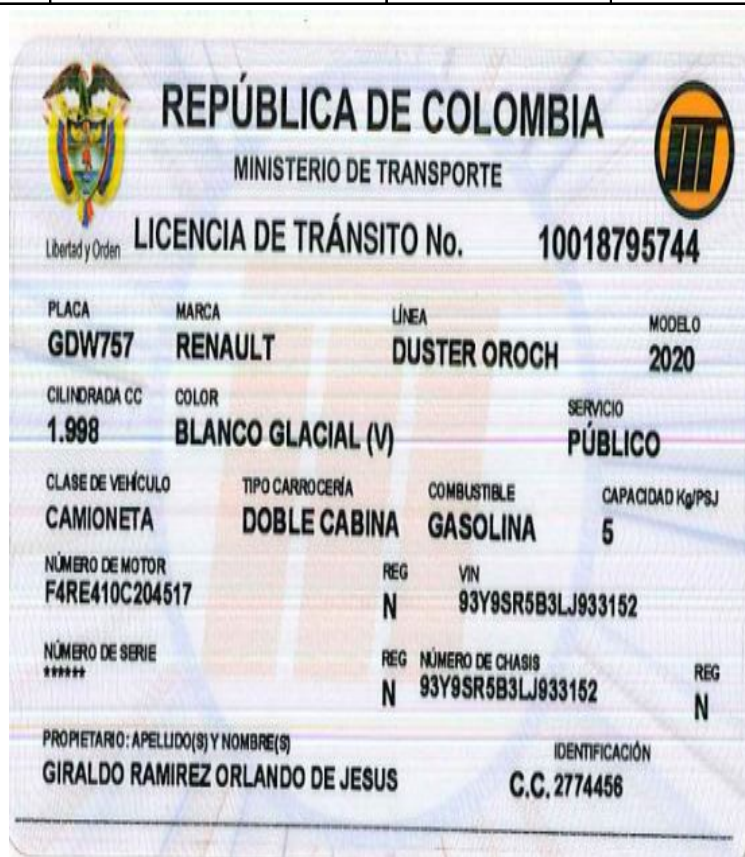 REPÚBLICA DE COLOMBIA
MINISTERIO DE TRANSPORTE
Libertad y Orden
LICENCIA DE TRÁNSITO No. 10018795744
PLACA MARCA LÍNEA MODELO
GDW757 RENAULT DUSTER OROCH 2020
CILINDRADA CC COLOR SERVICIO
1.998 BLANCO GLACIAL (V) PÚBLICO
CLASE DE VEHÍCULO TIPO CARROCERÍA COMBUSTIBLE CAPACIDAD Kg/PSJ
CAMIONETA DOBLE CABINA GASOLINA 5
NÚMERO DE MOTOR REG VIN
F4RE410C204517 N 93Y9SR5B3LJ933152
NÚMERO DE SERIE REG NÚMERO DE CHASIS REG
****** N 93Y9SR5B3LJ933152 N
PROPIETARIO: APELLIDO(S) Y NOMBRE(S) IDENTIFICACIÓN
GIRALDO RAMIREZ ORLANDO DE JESUS C.C. 2774456